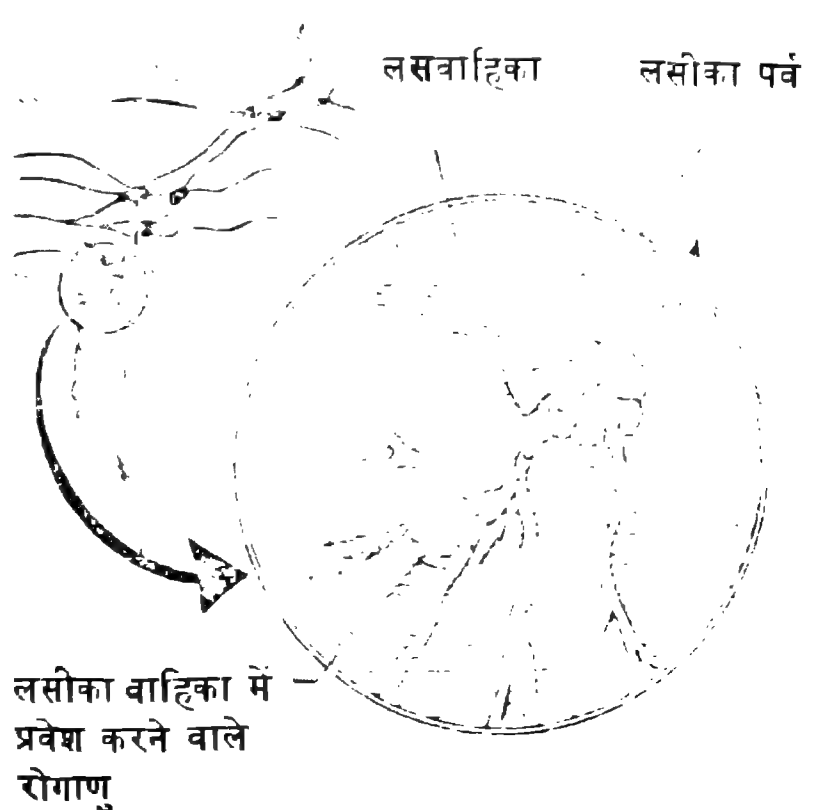 लसवाहिका
लसीका पर्व
लसीका वाहिका में
प्रवेश करने वाले
रोगाणु